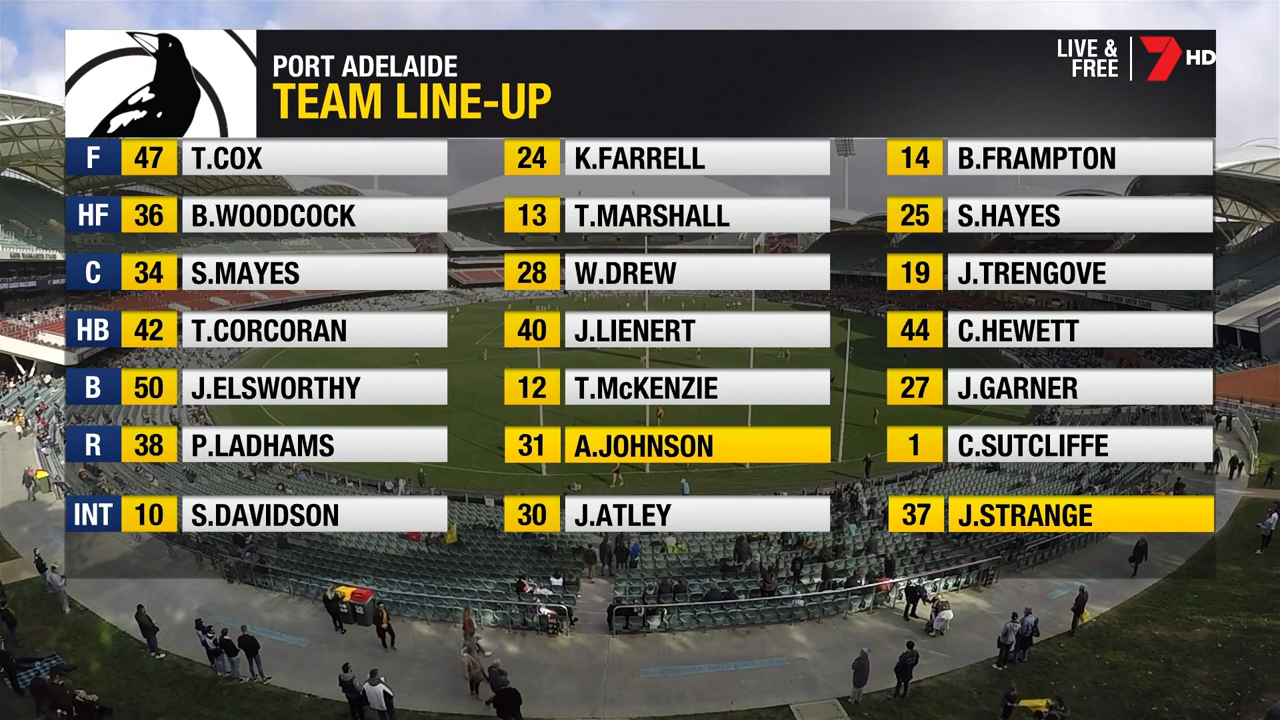 PORT ADELAIDE
TEAM LINE-UP
LIVE &
FREE
7HD
F 47 T.COX 24 K.FARRELL 14 B.FRAMPTON
HF 36 B.WOODCOCK 13 T.MARSHALL 25 S.HAYES
C 34 S.MAYES 28 W.DREW 19 J.TRENGOVE
HB 42 T.CORCORAN 40 J.LIENERT 44 C.HEWETT
B 50 J.ELSWORTHY 12 T.McKENZIE 27 J.GARNER
R 38 P.LADHAMS 31 A.JOHNSON 1 C.SUTCLIFFE
INT 10 S.DAVIDSON 30 J.ATLEY 37 J.STRANGE